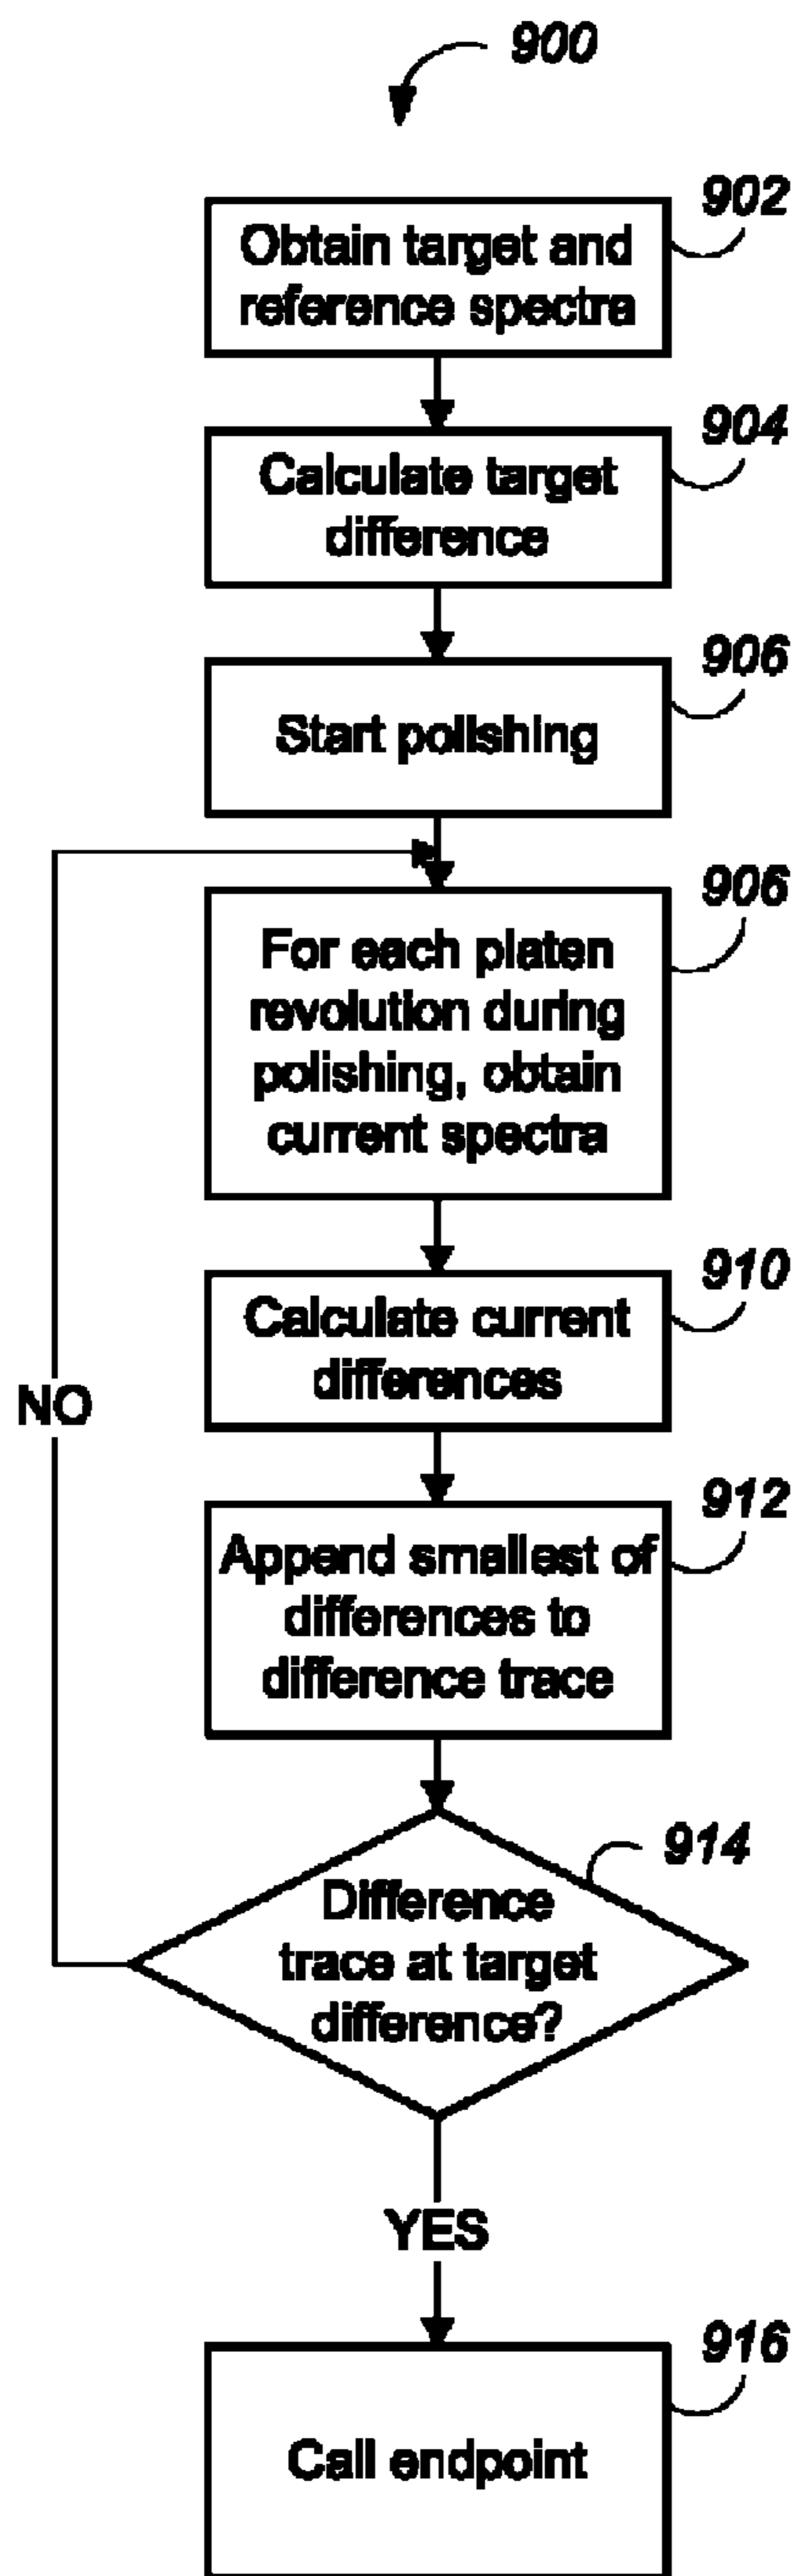 900
902
Obtain target and
reference spectra
904
Calculate target
difference
906
Start polishing
906
For each platen
revolution during
polishing, obtain
current spectra
910
Calculate current
differences
NO
912
Append smallest of
differences to
difference trace
914
Difference
trace at target
difference?
YES
916
Call endpoint